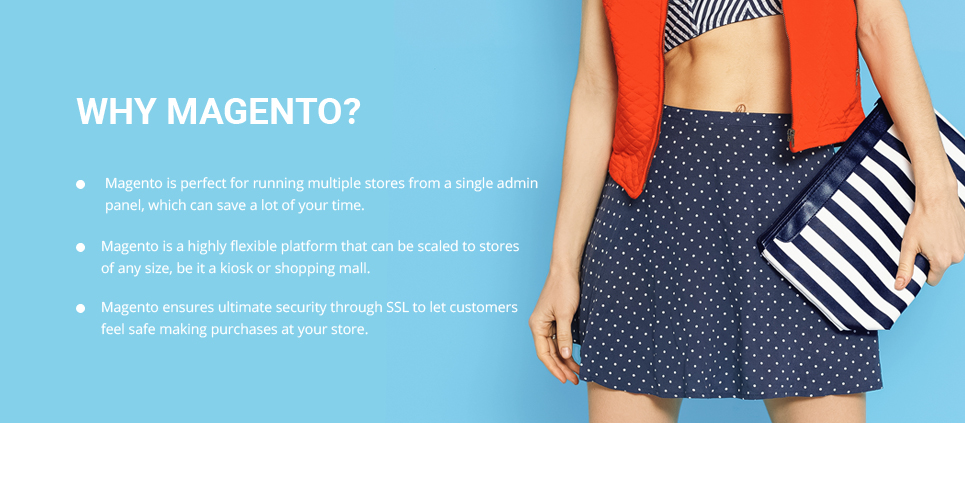 WHY MAGENTO?
Magento is perfect for running multiple stores from a single admin
panel, which can save a lot of your time.
Magento is a highly flexible platform that can be scaled to stores
of any size, be it a kiosk or shopping mall.
Magento ensures ultimate security through SSL to let customers
feel safe making purchases at your store.